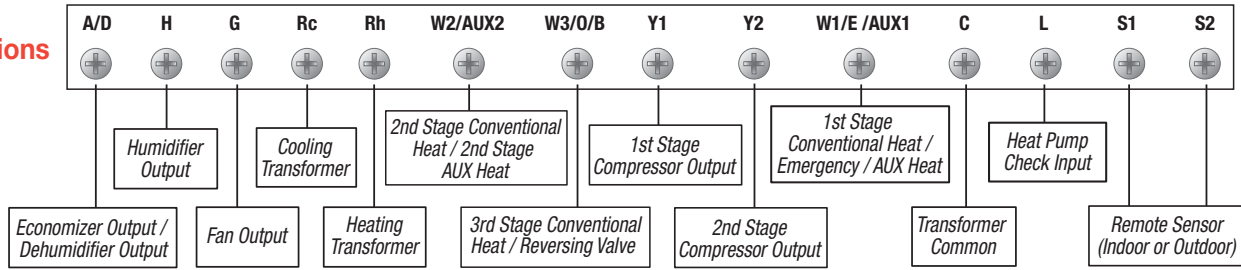 ions
A/D H G Rc Rh W2/AUX2 W3/O/B Y1 Y2 W1/E /AUX1 C L S1 S2
Humidifier
Output
Cooling
Transformer
2nd Stage Conventional
Heat / 2nd Stage
AUX Heat
1st Stage
Compressor Output
1st Stage
Conventional Heat /
Emergency / AUX Heat
Heat Pump
Check Input
Economizer Output /
Dehumidifier Output
Fan Output
Heating
Transformer
3rd Stage Conventional
Heat / Reversing Valve
2nd Stage
Compressor Output
Transformer
Common
Remote Sensor
(Indoor or Outdoor)